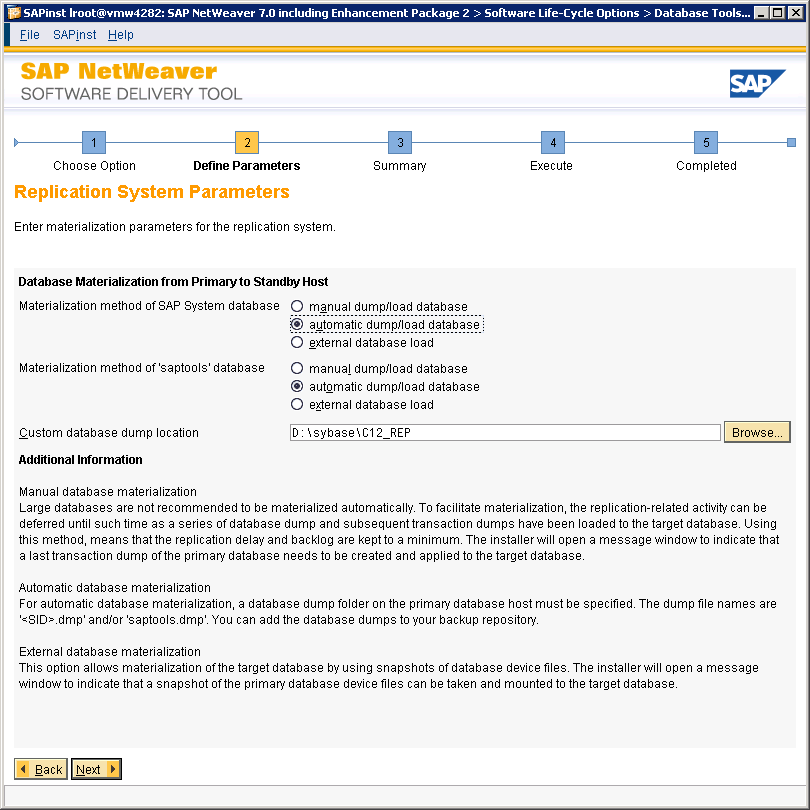 SAPinst lroot@vmw4282: SAP NetWeaver 7.0 including Enhancement Package 2 > Software Life-Cycle Options > Database Tools...
File SAPinst Help
SAP NetWeaver
SOFTWARE DELIVERY TOOL
SAP
1 2 3 4 5
Choose Option Define Parameters Summary Execute Completed
Replication System Parameters
Enter materialization parameters for the replication system.
Database Materialization from Primary to Standby Host
Materialization method of SAP System database manual dump/load database
automatic dump/load database
external database load
Materialization method of 'saptools' database manual dump/load database
automatic dump/load database
external database load
Custom database dump location D:\sybase\C12_REP Browse...
Additional Information
Manual database materialization
Large databases are not recommended to be materialized automatically. To facilitate materialization, the replication-related activity can be
deferred until such time as a series of database dump and subsequent transaction dumps have been loaded to the target database. Using
this method, means that the replication delay and backlog are kept to a minimum. The installer will open a message window to indicate that
a last transaction dump of the primary database needs to be created and applied to the target database.
Automatic database materialization
For automatic database materialization, a database dump folder on the primary database host must be specified. The dump file names are
'<SID>.dmp' and/or 'saptools.dmp'. You can add the database dumps to your backup repository.
External database materialization
This option allows materialization of the target database by using snapshots of database device files. The installer will open a message
window to indicate that a snapshot of the primary database device files can be taken and mounted to the target database.
Back Next